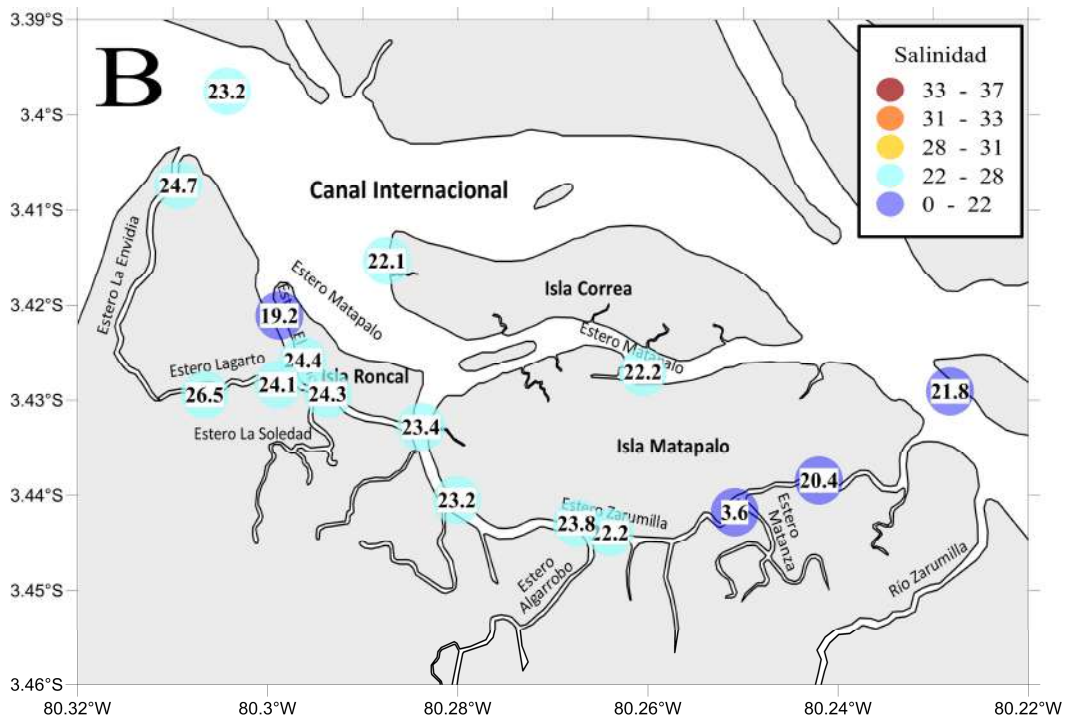 B
Salinidad
33 - 37
31 - 33
28 - 31
22 - 28
0 - 22
3.39°S
3.4°S
3.41°S
3.42°S
3.43°S
3.44°S
3.45°S
3.46°S
23.2
24.7
Canal Internacional
Estero La Envidia
22.1
Estero Matapalo
Isla Correa
19.2
Estero Matapalo
24.4
Estero Lagarto
Isla Roncal
22.2
26.5
24.1
24.3
21.8
23.4
Estero La Soledad
Isla Matapalo
20.4
23.2
Estero Zarumilla
23.8
22.2
3.6
Estero
Matanza
Estero
Algarrobo
Río Zarumilla
80.32°W
80.3°W
80.28°W
80.26°W
80.24°W
80.22°W